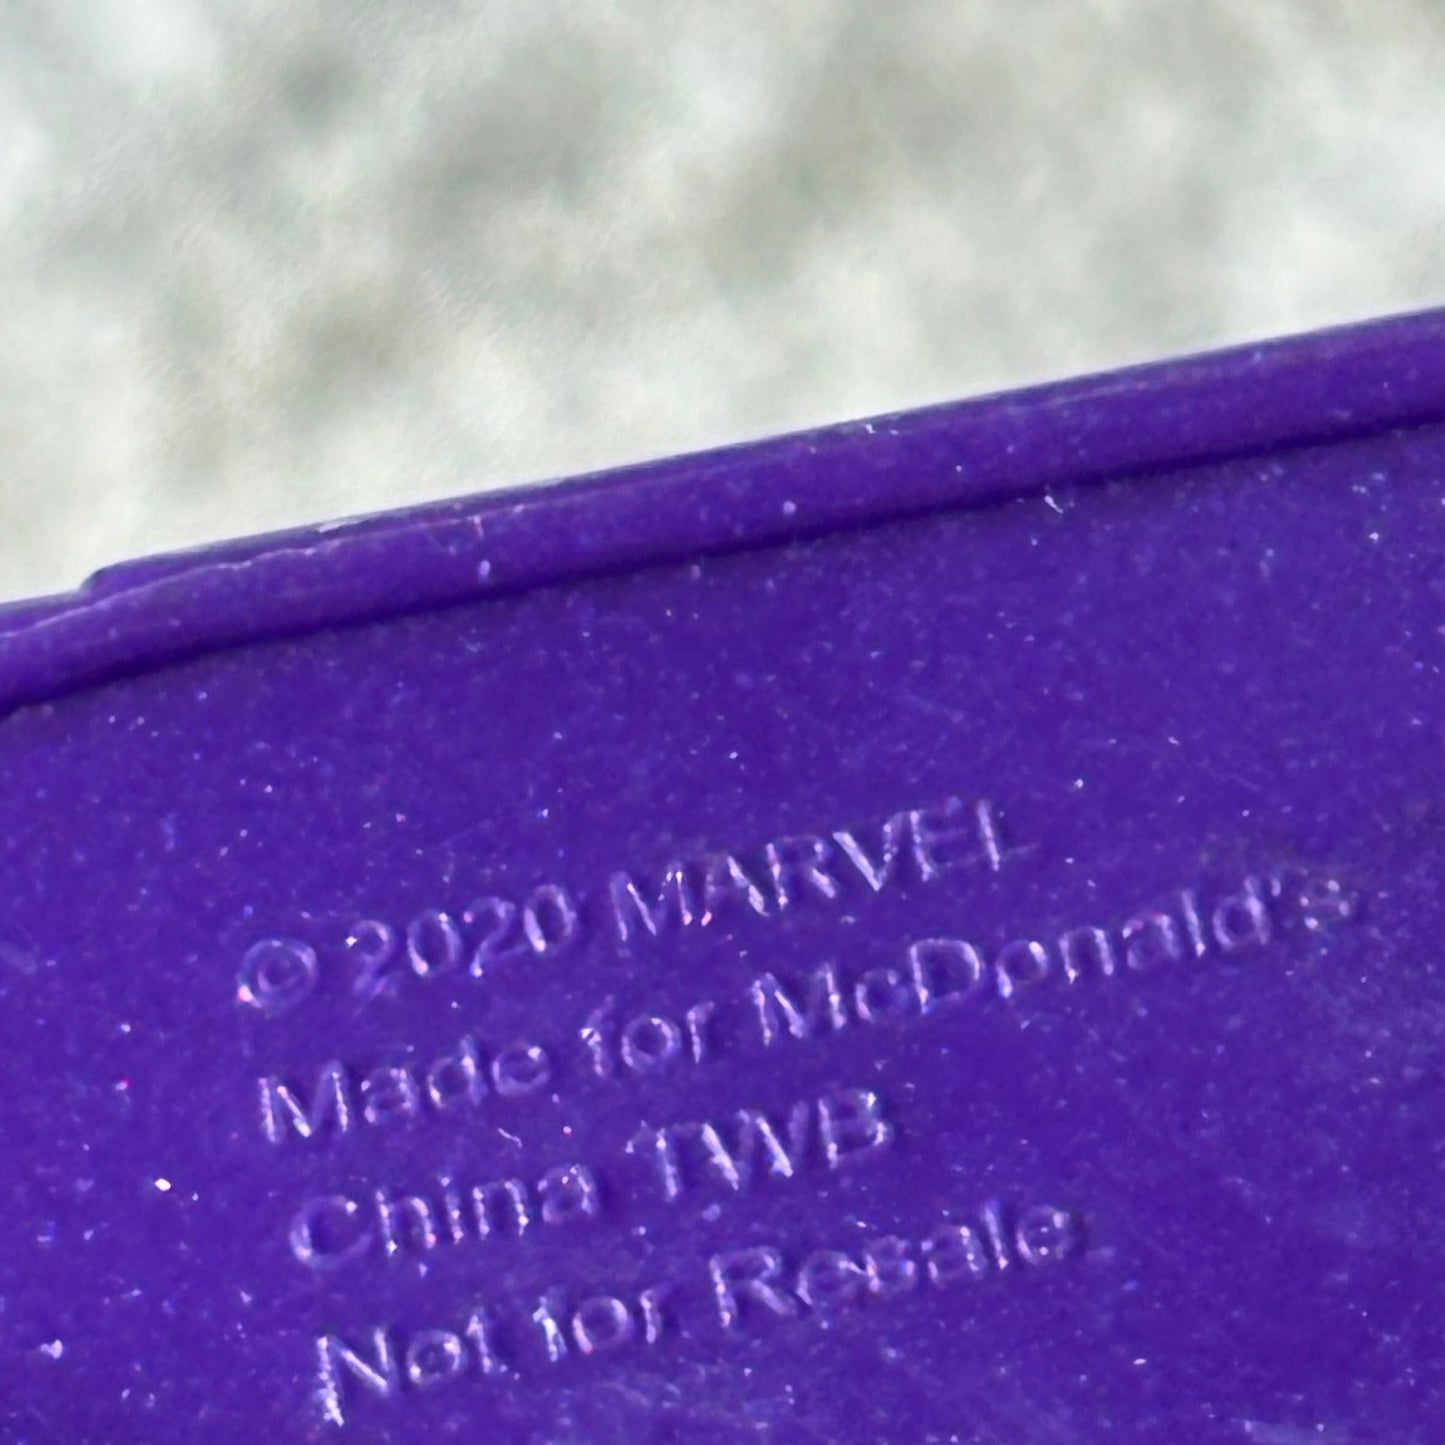 © 2020 MARVEL
Made for McDonald's
China TWB
Not for Resale